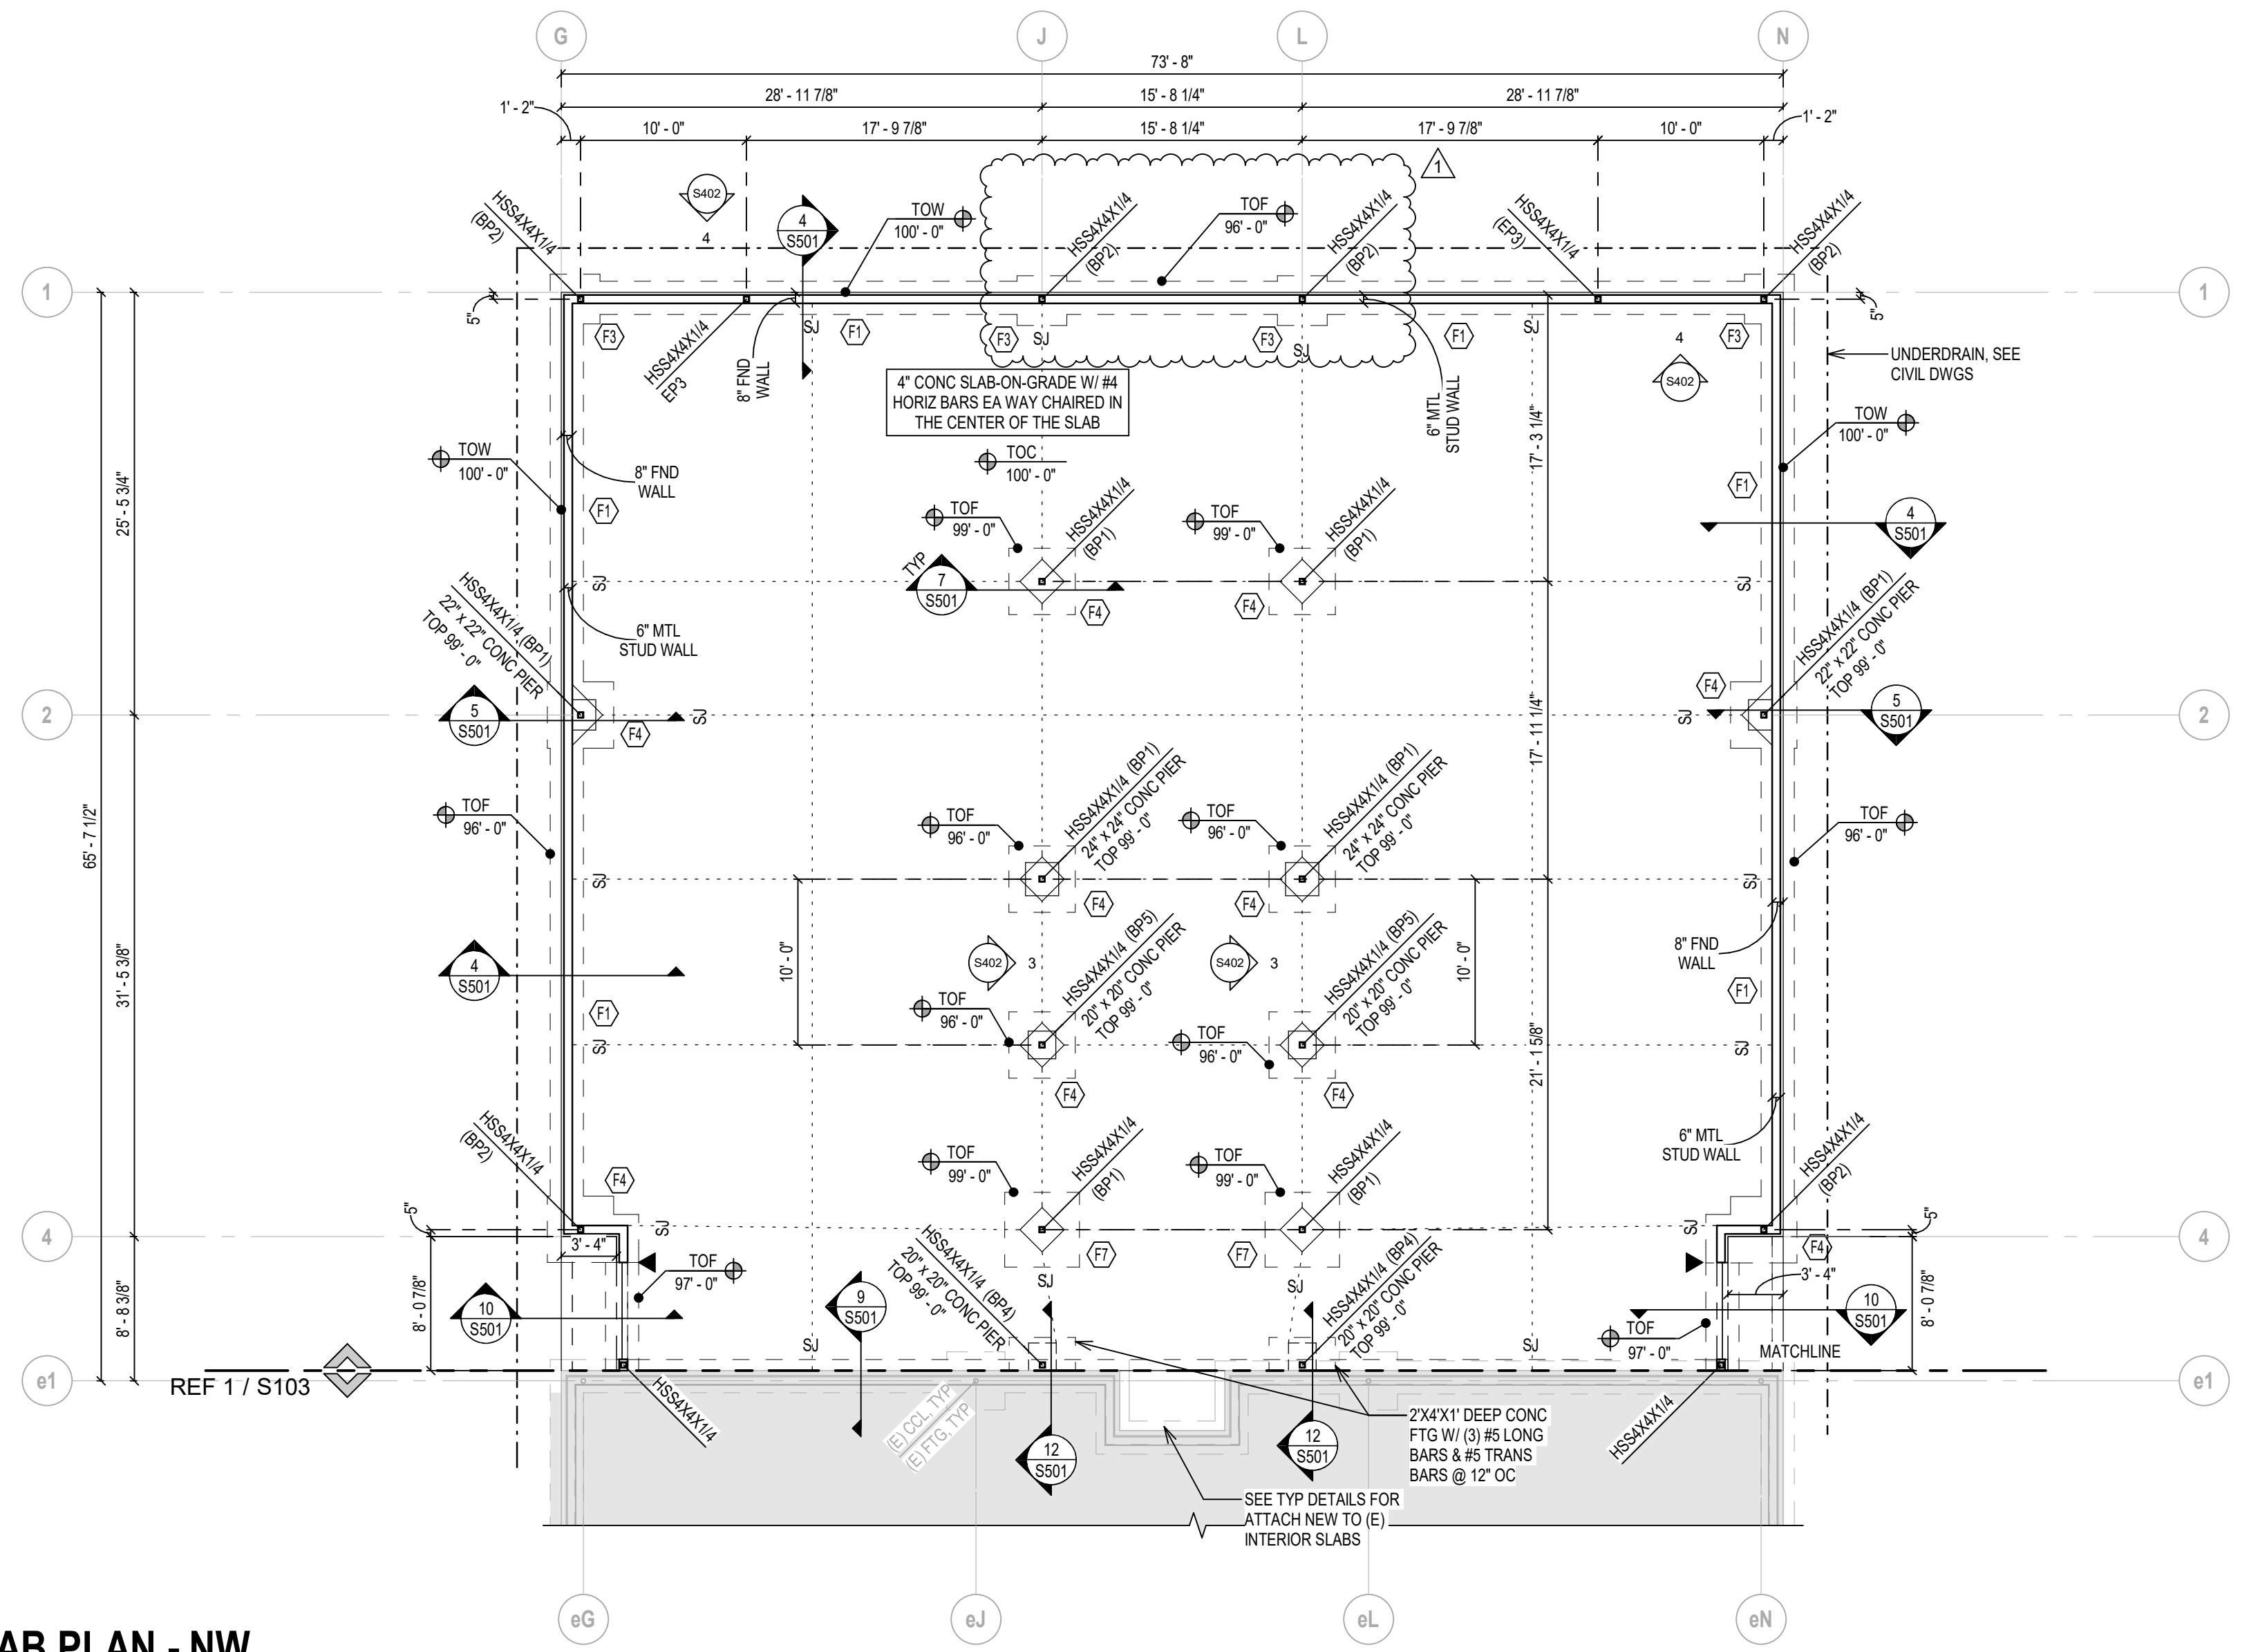 G
J
L
N
73' - 8"
28' - 11 7/8"
15' - 8 1/4"
28' - 11 7/8"
1' - 2"
10' - 0"
17' - 9 7/8"
15' - 8 1/4"
17' - 9 7/8"
10' - 0"
1' - 2"
1
S402
4
4
S501
TOW
100' - 0"
TOF
96' - 0"
HSS4X4X1/4
(BP2)
HSS4X4X1/4
(BP2)
HSS4X4X1/4
(BP2)
HSS4X4X1/4
(EP3)
HSS4X4X1/4
(BP2)
1
1
5"
5"
SJ
F3
F1
F3
SJ
F3
SJ
F1
SJ
F3
4
S402
HSS4X4X1/4
EP3
8" FND
WALL
6" MTL
STUD WALL
UNDERDRAIN, SEE
CIVIL DWGS
4" CONC SLAB-ON-GRADE W/ #4
HORIZ BARS EA WAY CHAIRED IN
THE CENTER OF THE SLAB
TOC
100' - 0"
TOW
100' - 0"
8" FND
WALL
F1
TOW
100' - 0"
F1
17' - 3 1/4"
25' - 5 3/4"
TOF
99' - 0"
HSS4X4X1/4
(BP1)
TOF
99' - 0"
HSS4X4X1/4
(BP1)
4
S501
TYP
7
S501
F4
F4
SJ
SJ
6" MTL
STUD WALL
HSS4X4X1/4 (BP1)
22" x 22" CONC PIER
TOP 99' - 0"
HSS4X4X1/4 (BP1)
22" x 22" CONC PIER
TOP 99' - 0"
2
5
S501
F4
SJ
SJ
F4
5
S501
2
17' - 11 1/4"
TOF
96' - 0"
TOF
96' - 0"
HSS4X4X1/4 (BP1)
24" x 24" CONC PIER
TOP 99' - 0"
TOF
96' - 0"
HSS4X4X1/4 (BP1)
24" x 24" CONC PIER
TOP 99' - 0"
TOF
96' - 0"
65' - 7 1/2"
SJ
F4
F4
SJ
31' - 5 3/8"
4
S501
10' - 0"
S402
3
S402
3
10' - 0"
8" FND
WALL
F1
F1
HSS4X4X1/4 (BP5)
20" x 20" CONC PIER
TOP 99' - 0"
HSS4X4X1/4 (BP5)
20" x 20" CONC PIER
TOP 99' - 0"
TOF
96' - 0"
TOF
96' - 0"
SJ
SJ
F4
F4
21' - 1 5/8"
6" MTL
STUD WALL
HSS4X4X1/4
(BP2)
F4
TOF
99' - 0"
HSS4X4X1/4
(BP1)
TOF
99' - 0"
HSS4X4X1/4
(BP1)
HSS4X4X1/4
(BP2)
4
5"
3' - 4"
SJ
F7
F7
SJ
F4
5"
4
3' - 4"
TOF
97' - 0"
HSS4X4X1/4 (BP4)
20" x 20" CONC PIER
TOP 99' - 0"
SJ
SJ
HSS4X4X1/4 (BP4)
20" x 20" CONC PIER
TOP 99' - 0"
8' - 8 3/8"
8' - 0 7/8"
10
S501
9
S501
SJ
SJ
TOF
97' - 0"
10
S501
8' - 0 7/8"
MATCHLINE
e1
REF 1 / S103
e1
HSS4X4X1/4
(E) CCL, TYP
(E) FTG, TYP
12
S501
12
S501
2'X4'X1' DEEP CONC
FTG W/ (3) #5 LONG
BARS & #5 TRANS
BARS @ 12" OC
HSS4X4X1/4
SEE TYP DETAILS FOR
ATTACH NEW TO (E)
INTERIOR SLABS
eG
eJ
eL
eN
AB PLAN - NW